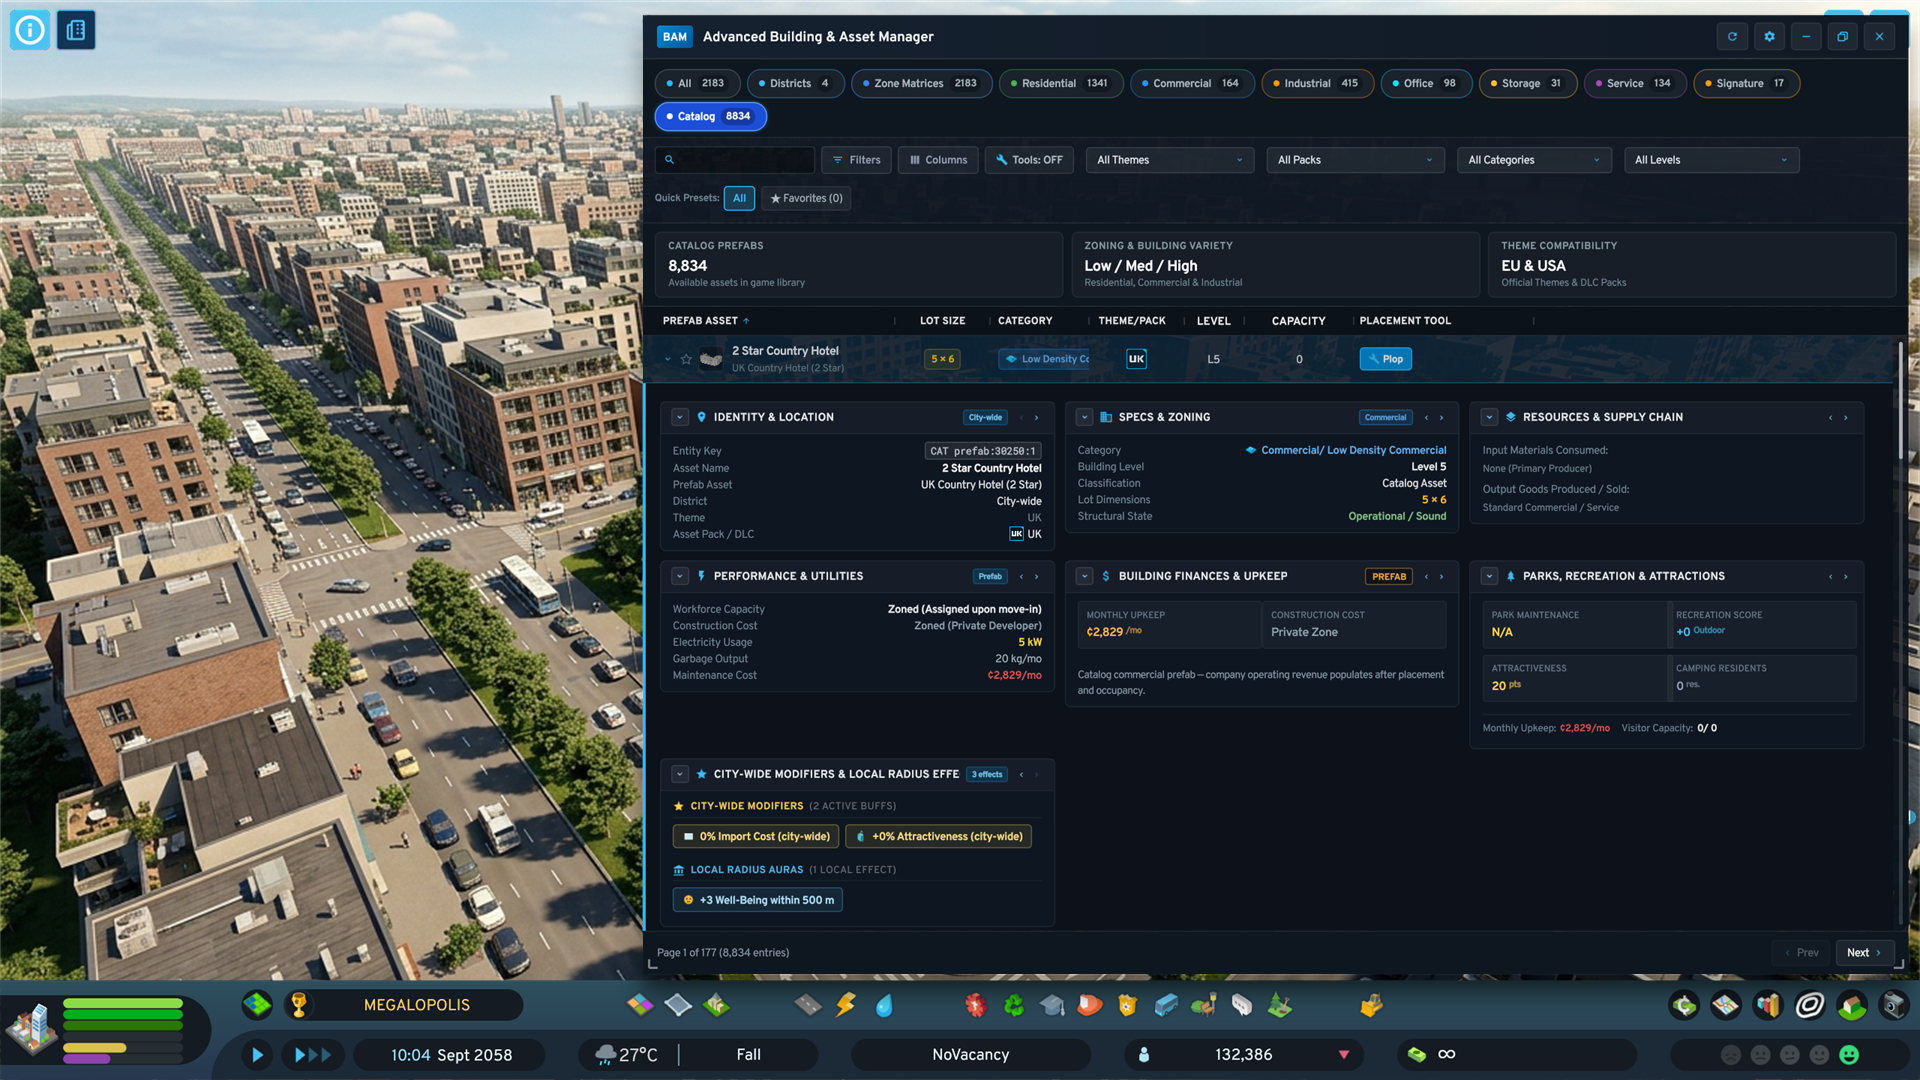 BAM Advanced Building & Asset Manager
All 2183 Districts 4 Zone Matrices 2183 Residential 1341 Commercial 164 Industrial 415 Office 98 Storage 31 Service 134 Signature 17
Catalog 8834
Filters Columns Tools: OFF All Themes All Packs All Categories All Levels
Quick Presets: All ★ Favorites (0)
CATALOG PREFABS
8,834
Available assets in game library
ZONING & BUILDING VARIETY
Low / Med / High
Residential, Commercial & Industrial
THEME COMPATIBILITY
EU & USA
Official Themes & DLC Packs
PREFAB ASSET ↑ LOT SIZE CATEGORY THEME/PACK LEVEL CAPACITY PLACEMENT TOOL
2 Star Country Hotel
UK Country Hotel (2 Star)
5 × 6 Low Density Cc UK L5 0 Plop
IDENTITY & LOCATION City-wide
Entity Key CAT prefab:30250:1
Asset Name 2 Star Country Hotel
Prefab Asset UK Country Hotel (2 Star)
District City-wide
Theme UK
Asset Pack / DLC UK UK
SPECS & ZONING Commercial
Category Commercial/ Low Density Commercial
Building Level Level 5
Classification Catalog Asset
Lot Dimensions 5 × 6
Structural State Operational / Sound
RESOURCES & SUPPLY CHAIN
Input Materials Consumed:
None (Primary Producer)
Output Goods Produced / Sold:
Standard Commercial / Service
PERFORMANCE & UTILITIES Prefab
Workforce Capacity Zoned (Assigned upon move-in)
Construction Cost Zoned (Private Developer)
Electricity Usage 5 kW
Garbage Output 20 kg/mo
Maintenance Cost ¢2,829/mo
BUILDING FINANCES & UPKEEP PREFAB
MONTHLY UPKEEP
¢2,829 /mo
CONSTRUCTION COST
Private Zone
Catalog commercial prefab – company operating revenue populates after placement
and occupancy.
PARKS, RECREATION & ATTRACTIONS
PARK MAINTENANCE
N/A
RECREATION SCORE
+0 Outdoor
ATTRACTIVENESS
20 pts
CAMPING RESIDENTS
0 res.
Monthly Upkeep: ¢2,829/mo Visitor Capacity: 0/ 0
CITY-WIDE MODIFIERS & LOCAL RADIUS EFFE 3 effects
CITY-WIDE MODIFIERS (2 ACTIVE BUFFS)
0% Import Cost (city-wide) +0% Attractiveness (city-wide)
LOCAL RADIUS AURAS (1 LOCAL EFFECT)
+3 Well-Being within 500 m
Page 1 of 177 (8,834 entries)
‹ Prev Next ›
MEGALOPOLIS
10:04 Sept 2058 27°C Fall NoVacancy 132,386 ∞